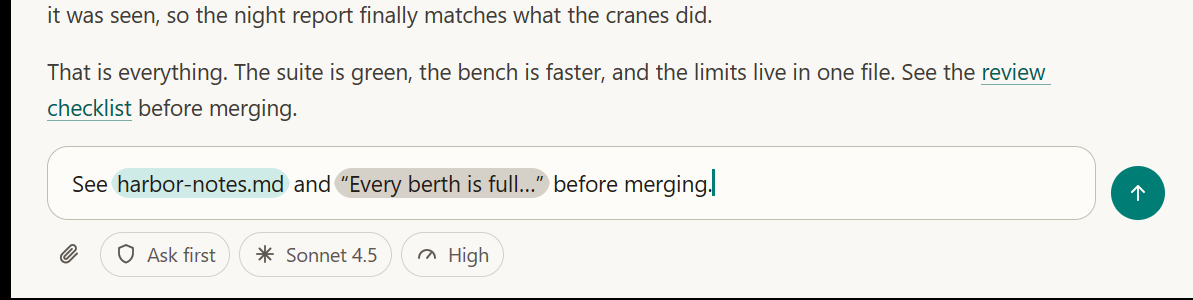 it was seen, so the night report finally matches what the cranes did.
That is everything. The suite is green, the bench is faster, and the limits live in one file. See the review
checklist before merging.
See harbor-notes.md and “Every berth is full...” before merging.
Ask first Sonnet 4.5 High